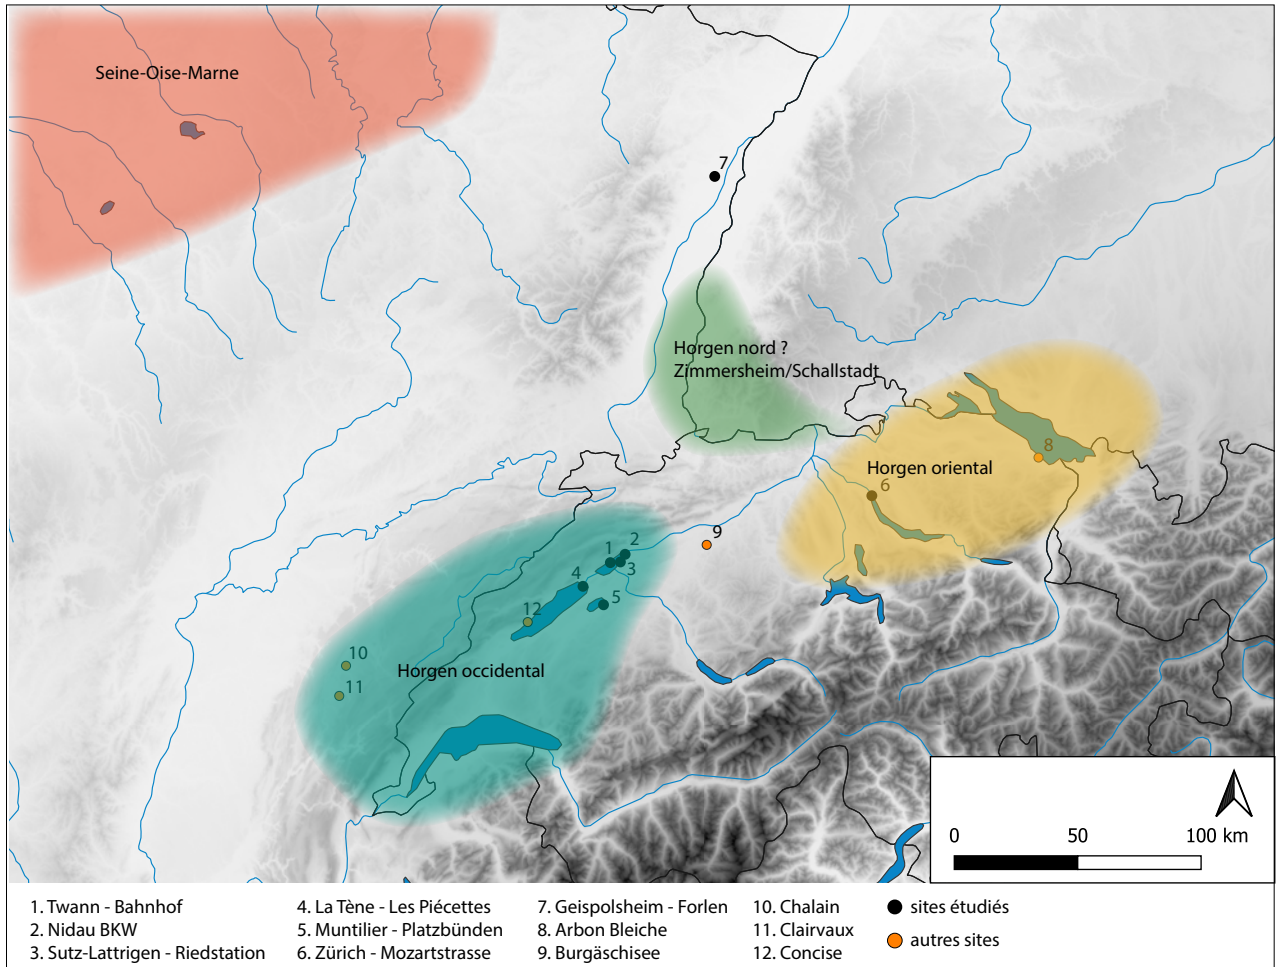 Seine-Oise-Marne
7
Horgen nord ?
Zimmersheim/Schallstadt
8
Horgen oriental
6
9
2
1
3
4
5
12
10
Horgen occidental
11
0 50 100 km
1. Twann - Bahnhof
2. Nidau BKW
3. Sutz-Lattrigen - Riedstation
4. La Tène - Les Piécettes
5. Muntilier - Platzbünden
6. Zürich - Mozartstrasse
7. Geispolsheim - Forlen
8. Arbon Bleiche
9. Burgäschisee
10. Chalain
11. Clairvaux
12. Concise
sites étudiés
autres sites